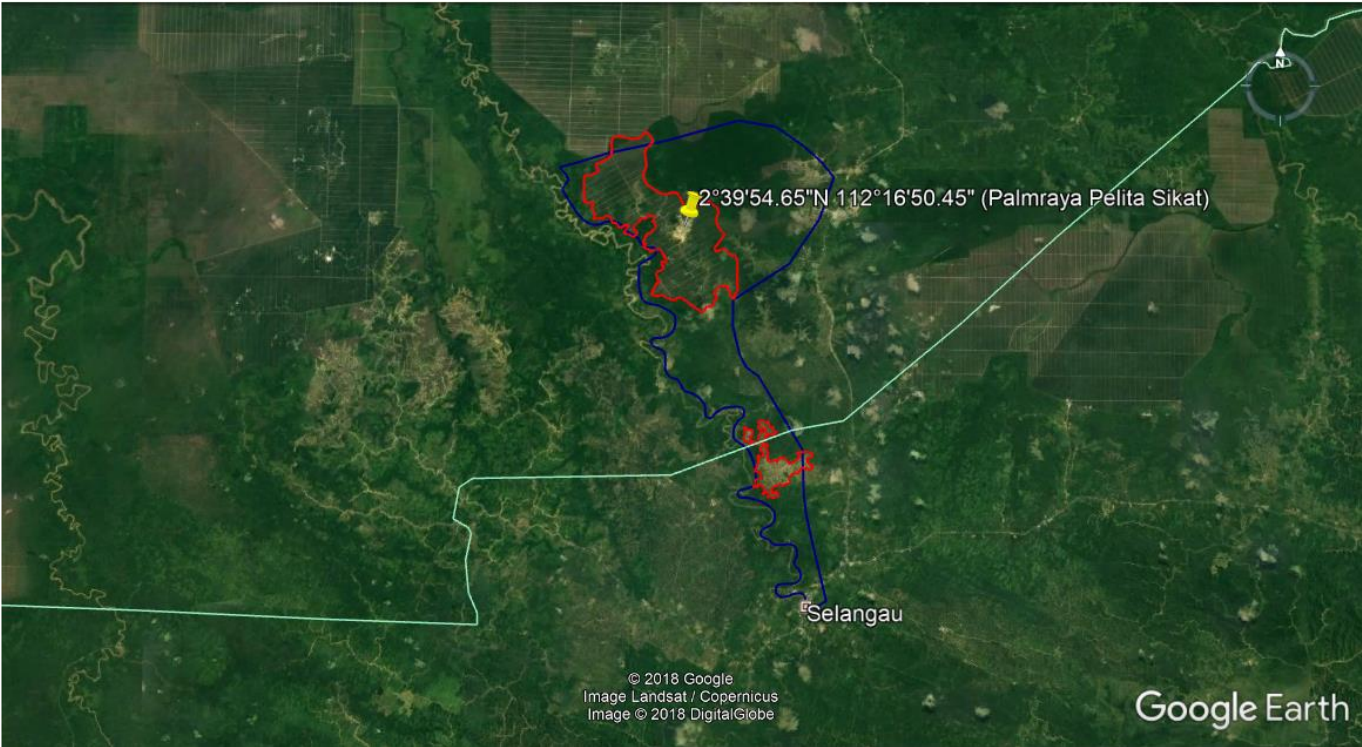 N
2°39'54.65"N 112°16'50.45" (Palmraya Pelita Sikat)
Selangau
© 2018 Google
Image Landsat / Copernicus
Image © 2018 DigitalGlobe
Google Earth